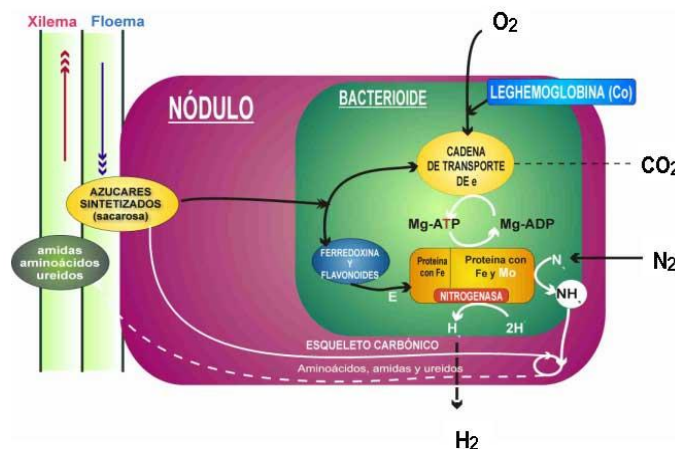 Xilema
Floema
O2
NÓDULO
BACTERIOIDE
LEGHEMOGLOBINA (Co)
CADENA
DE TRANSPORTE
DE e
CO2
AZUCARES
SINTETIZADOS
(sacarosa)
Mg-ATP
Mg-ADP
amidas
aminoácidos
ureidos
FERREDOXINA
Y
FLAVONOIDES
Proteina
con Fe
Proteina con
Fe y Mo
N
N2
E
NITROGENASA
NH
H
2H
ESQUELETO CARBÓNICO
Aminoácidos, amidas y ureidos
H2